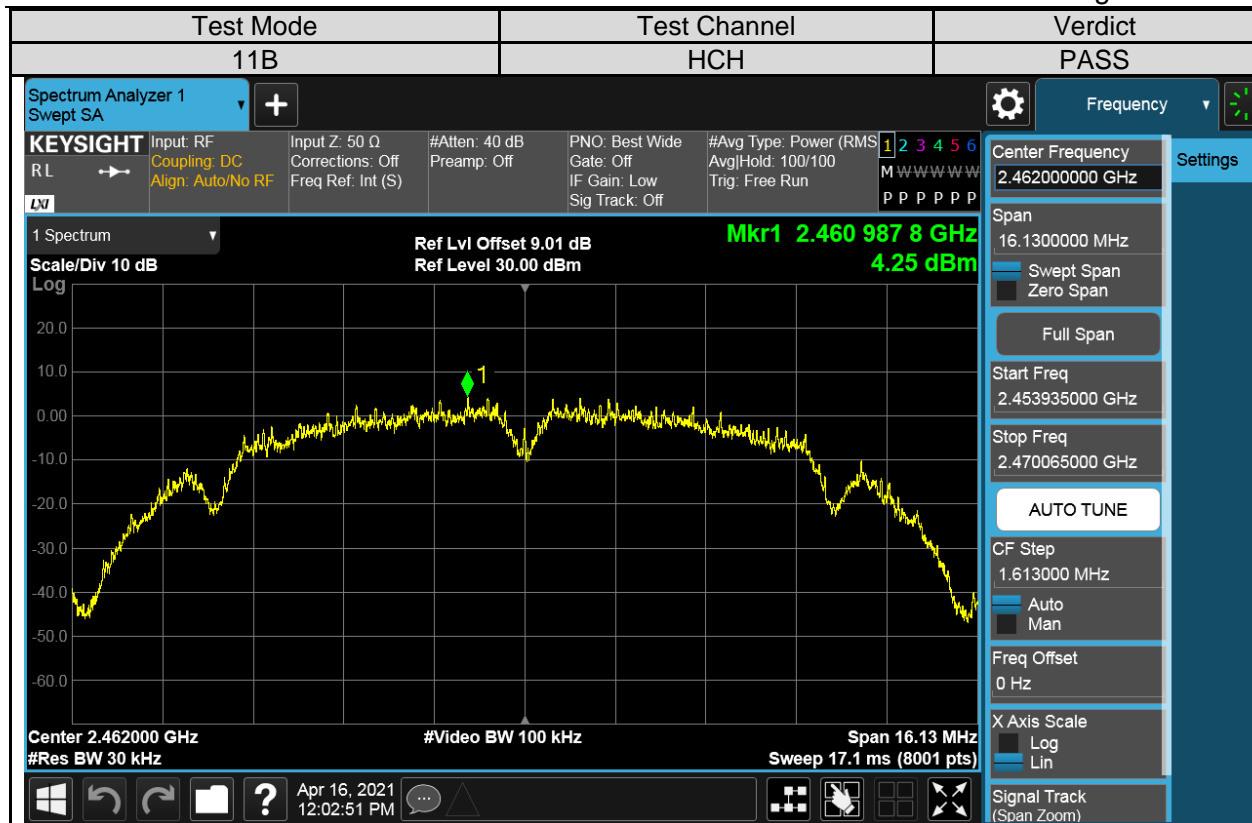 Test Mode Test Channel Verdict
11B HCH PASS
Spectrum Analyzer 1
Swept SA
+
Frequency
KEYSIGHT
RL
LXI
Input: RF
Coupling: DC
Align: Auto/No RF
Input Z: 50 Ω
Corrections: Off
Freq Ref: Int (S)
#Atten: 40 dB
Preamp: Off
PNO: Best Wide
Gate: Off
IF Gain: Low
Sig Track: Off
#Avg Type: Power (RMS
Avg|Hold: 100/100
Trig: Free Run
1 2 3 4 5 6
M W W W W W
P P P P P P
1 Spectrum
Scale/Div 10 dB
Log
Ref Lvl Offset 9.01 dB
Ref Level 30.00 dBm
Mkr1 2.460 987 8 GHz
4.25 dBm
20.0
10.0
0.00
-10.0
-20.0
-30.0
-40.0
-50.0
-60.0
1
Center 2.462000 GHz
#Res BW 30 kHz
#Video BW 100 kHz
Span 16.13 MHz
Sweep 17.1 ms (8001 pts)
Center Frequency
2.462000000 GHz
Settings
Span
16.1300000 MHz
Swept Span
Zero Span
Full Span
Start Freq
2.453935000 GHz
Stop Freq
2.470065000 GHz
AUTO TUNE
CF Step
1.613000 MHz
Auto
Man
Freq Offset
0 Hz
X Axis Scale
Log
Lin
Signal Track
(Span Zoom)
?
Apr 16, 2021
12:02:51 PM